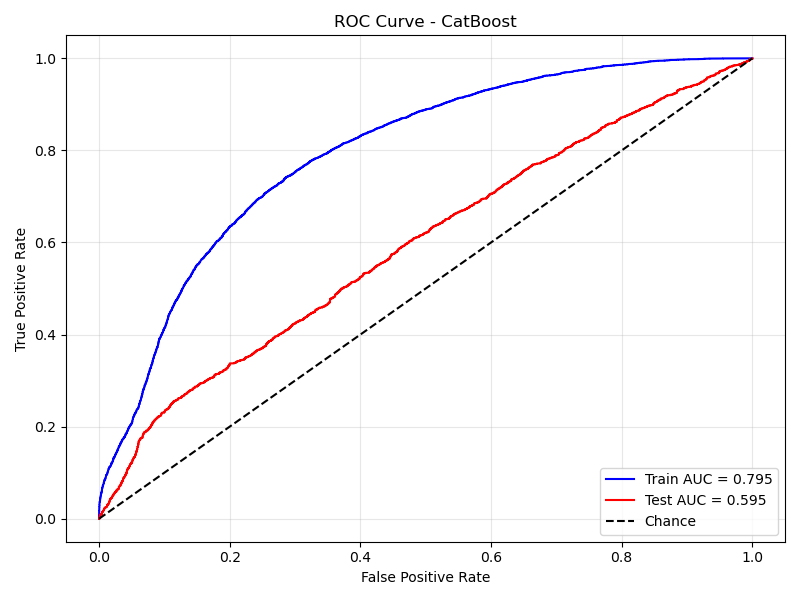 ROC Curve - CatBoost
1.0
0.8
0.6
0.4
0.2
0.0
True Positive Rate
Train AUC = 0.795
Test AUC = 0.595
Chance
0.0 0.2 0.4 0.6 0.8 1.0
False Positive Rate